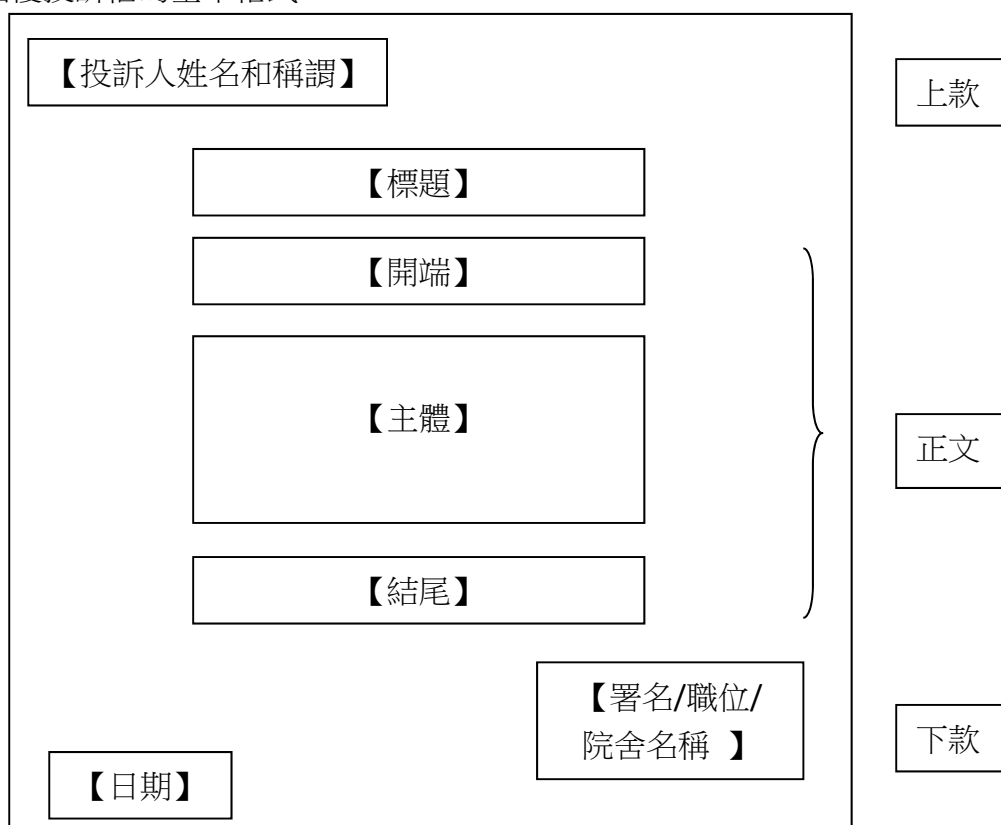 【投訴人姓名和稱謂】
上款
【標題】
【開端】
【主體】
正文
【結尾】
【署名/職位/
院舍名稱 】
下款
【日期】